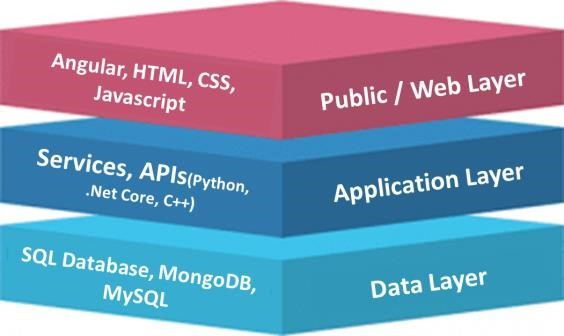 Angular, HTML, CSS,
Javascript
Public / Web Layer
Services, APIs(Python,
.Net Core, C++)
Application Layer
SQL Database, MongoDB,
MySQL
Data Layer